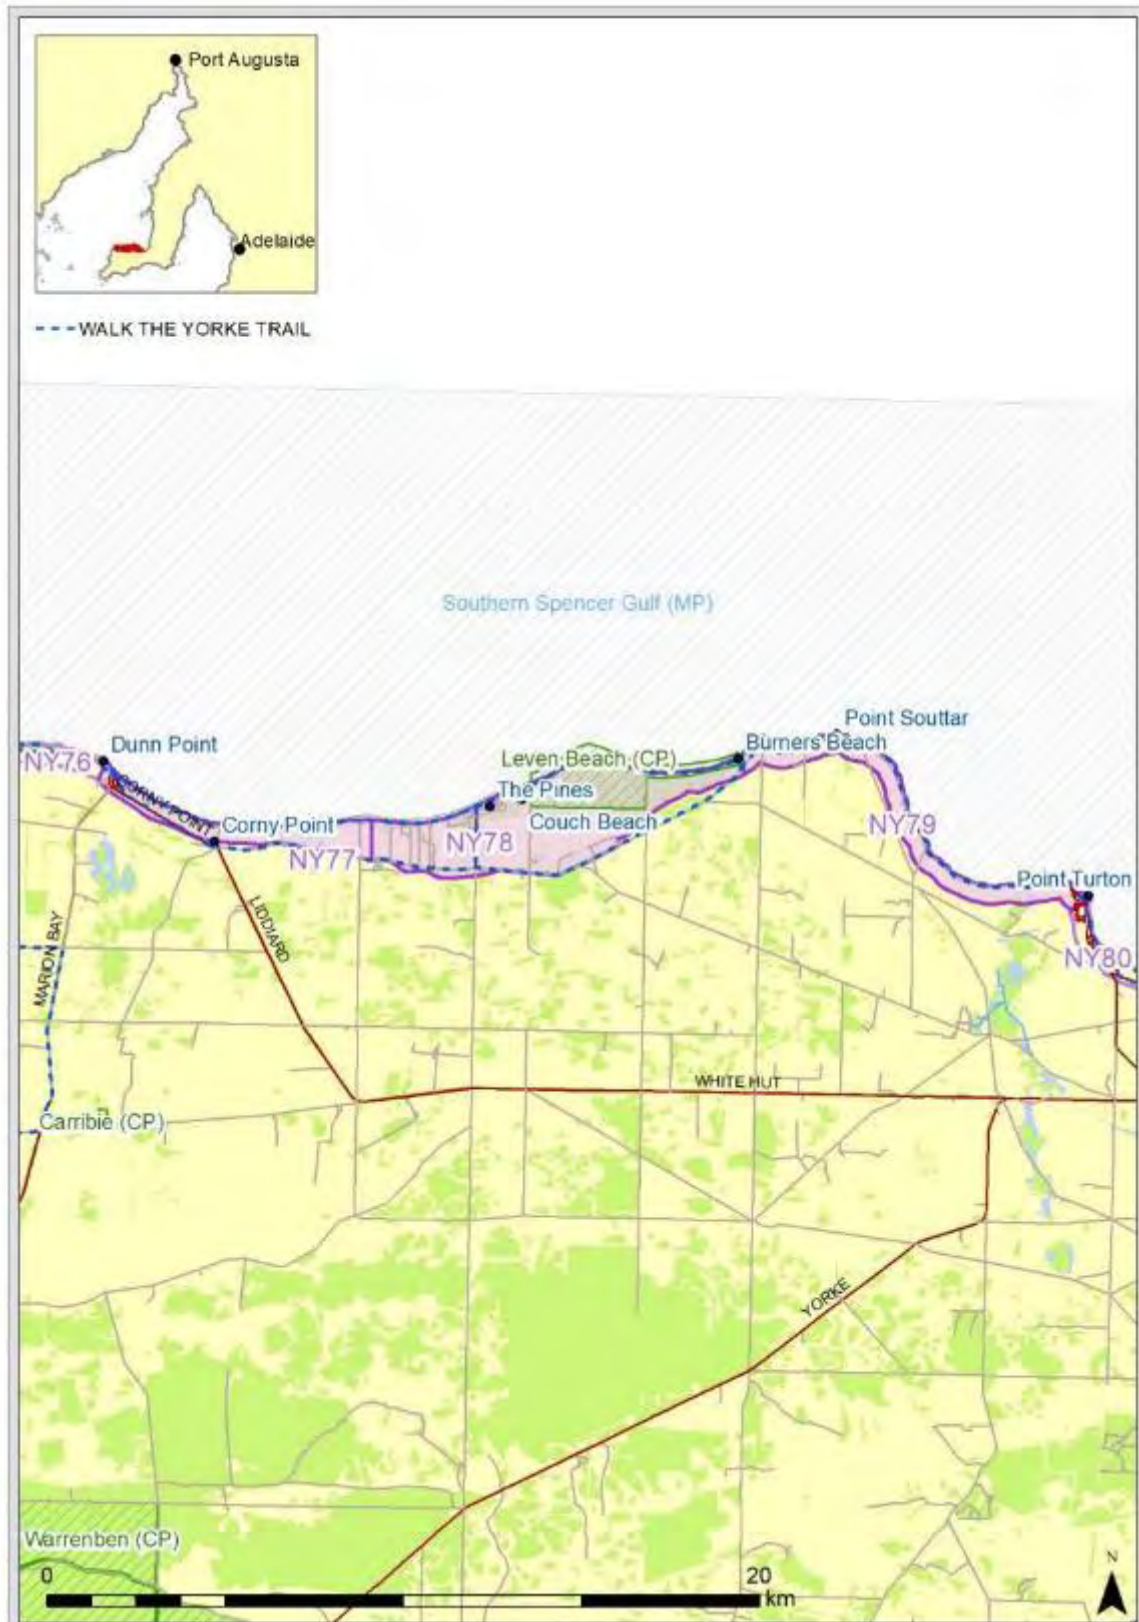 Port Augusta
Adelaide
WALK THE YORKE TRAIL
Southern Spencer Gulf (MP)
Point Souttar
Dunn Point
Burners Beach
NY76
Leven Beach (CP)
The Pines
CORNY POINT
Corny Point
Couch Beach
NY79
NY78
NY77
Point Turton
LIDDIARD
NY80
MARION BAY
WHITE HUT
Carribie (CP)
YORKE
Warrenben (CP)
N
0
20
km